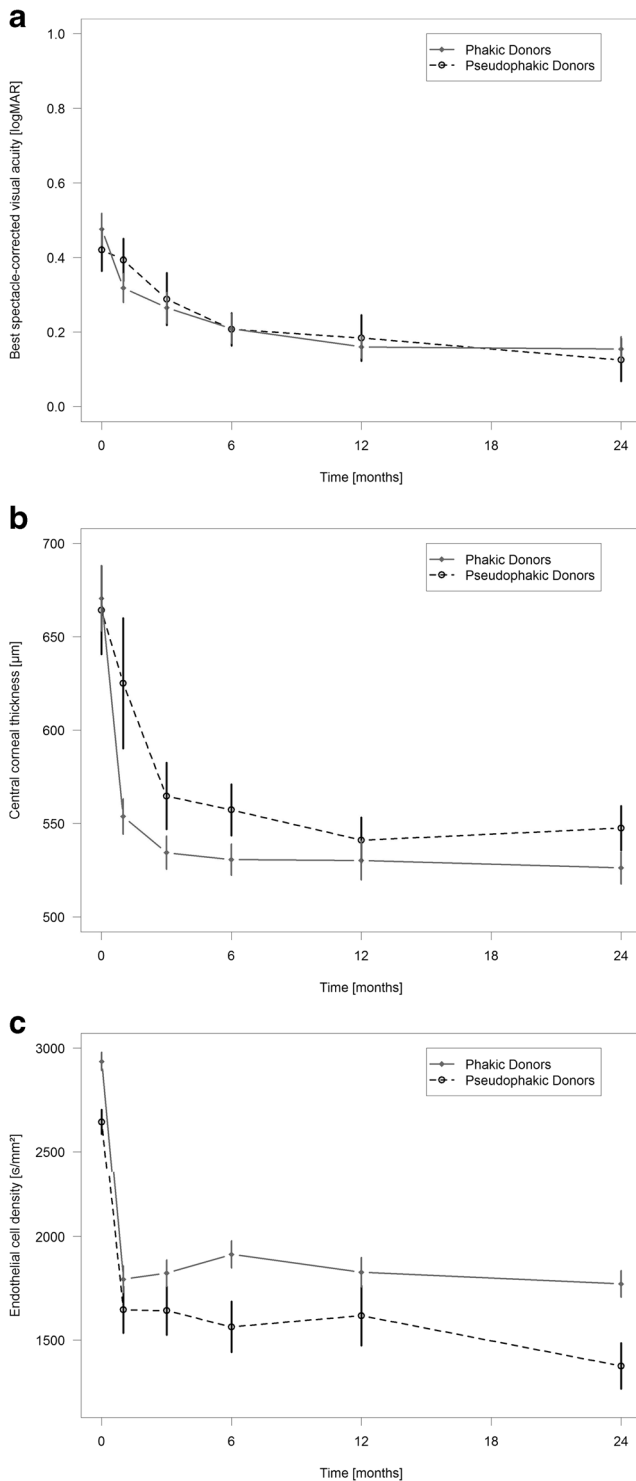 a
1.0
0.8
0.6
0.4
0.2
0.0
Best spectacle-corrected visual acuity [logMAR]
Phakic Donors
Pseudophakic Donors
0 6 12 18 24
Time [months]
b
700
650
600
550
500
Central corneal thickness [µm]
Phakic Donors
Pseudophakic Donors
0 6 12 18 24
Time [months]
c
3000
2500
2000
1500
Endothelial cell density [/mm²]
Phakic Donors
Pseudophakic Donors
0 6 12 18 24
Time [months]